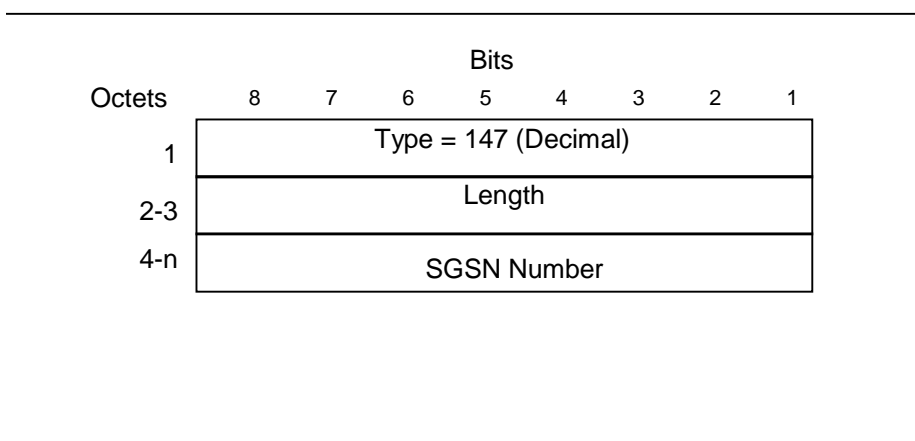 Bits
Octets 8 7 6 5 4 3 2 1
1 Type = 147 (Decimal)
2-3 Length
4-n SGSN Number